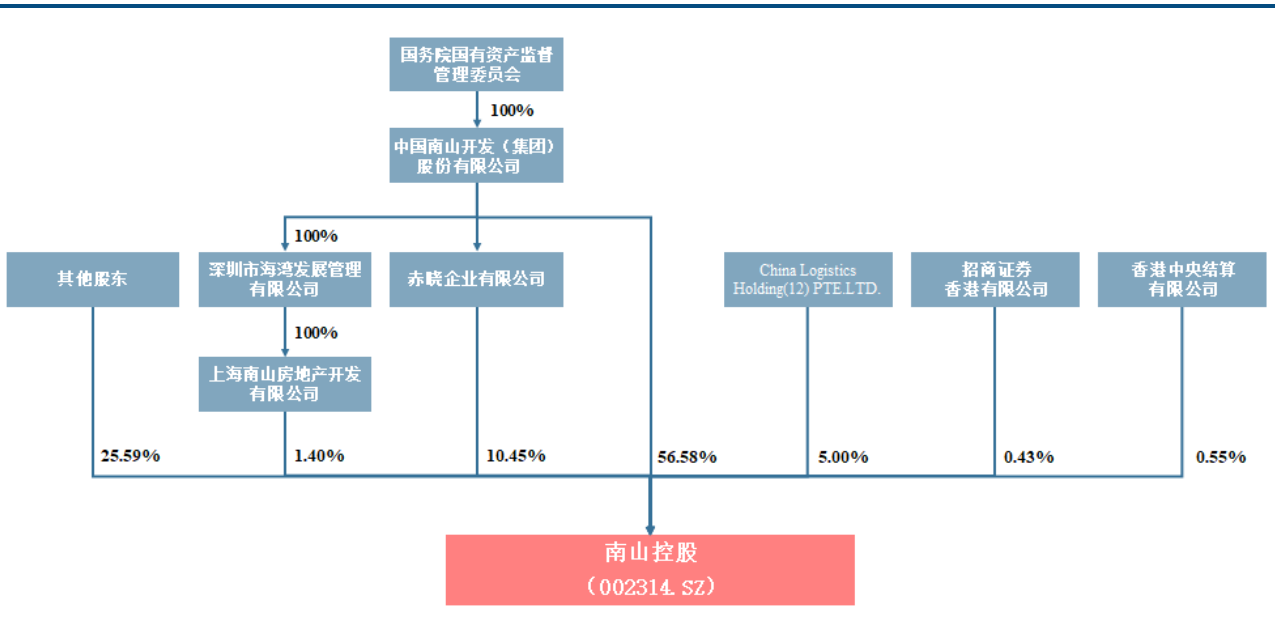 国务院国有资产监督
管理委员会
100%
中国南山开发（集团）
股份有限公司
100%
其他股东
深圳市海湾发展管理
有限公司
赤晓企业有限公司
China Logistics
Holding(12) PTE.LTD.
招商证券
香港有限公司
香港中央结算
有限公司
100%
上海南山房地产开发
有限公司
25.59%
1.40%
10.45%
56.58%
5.00%
0.43%
0.55%
南山控股
（002314.SZ）